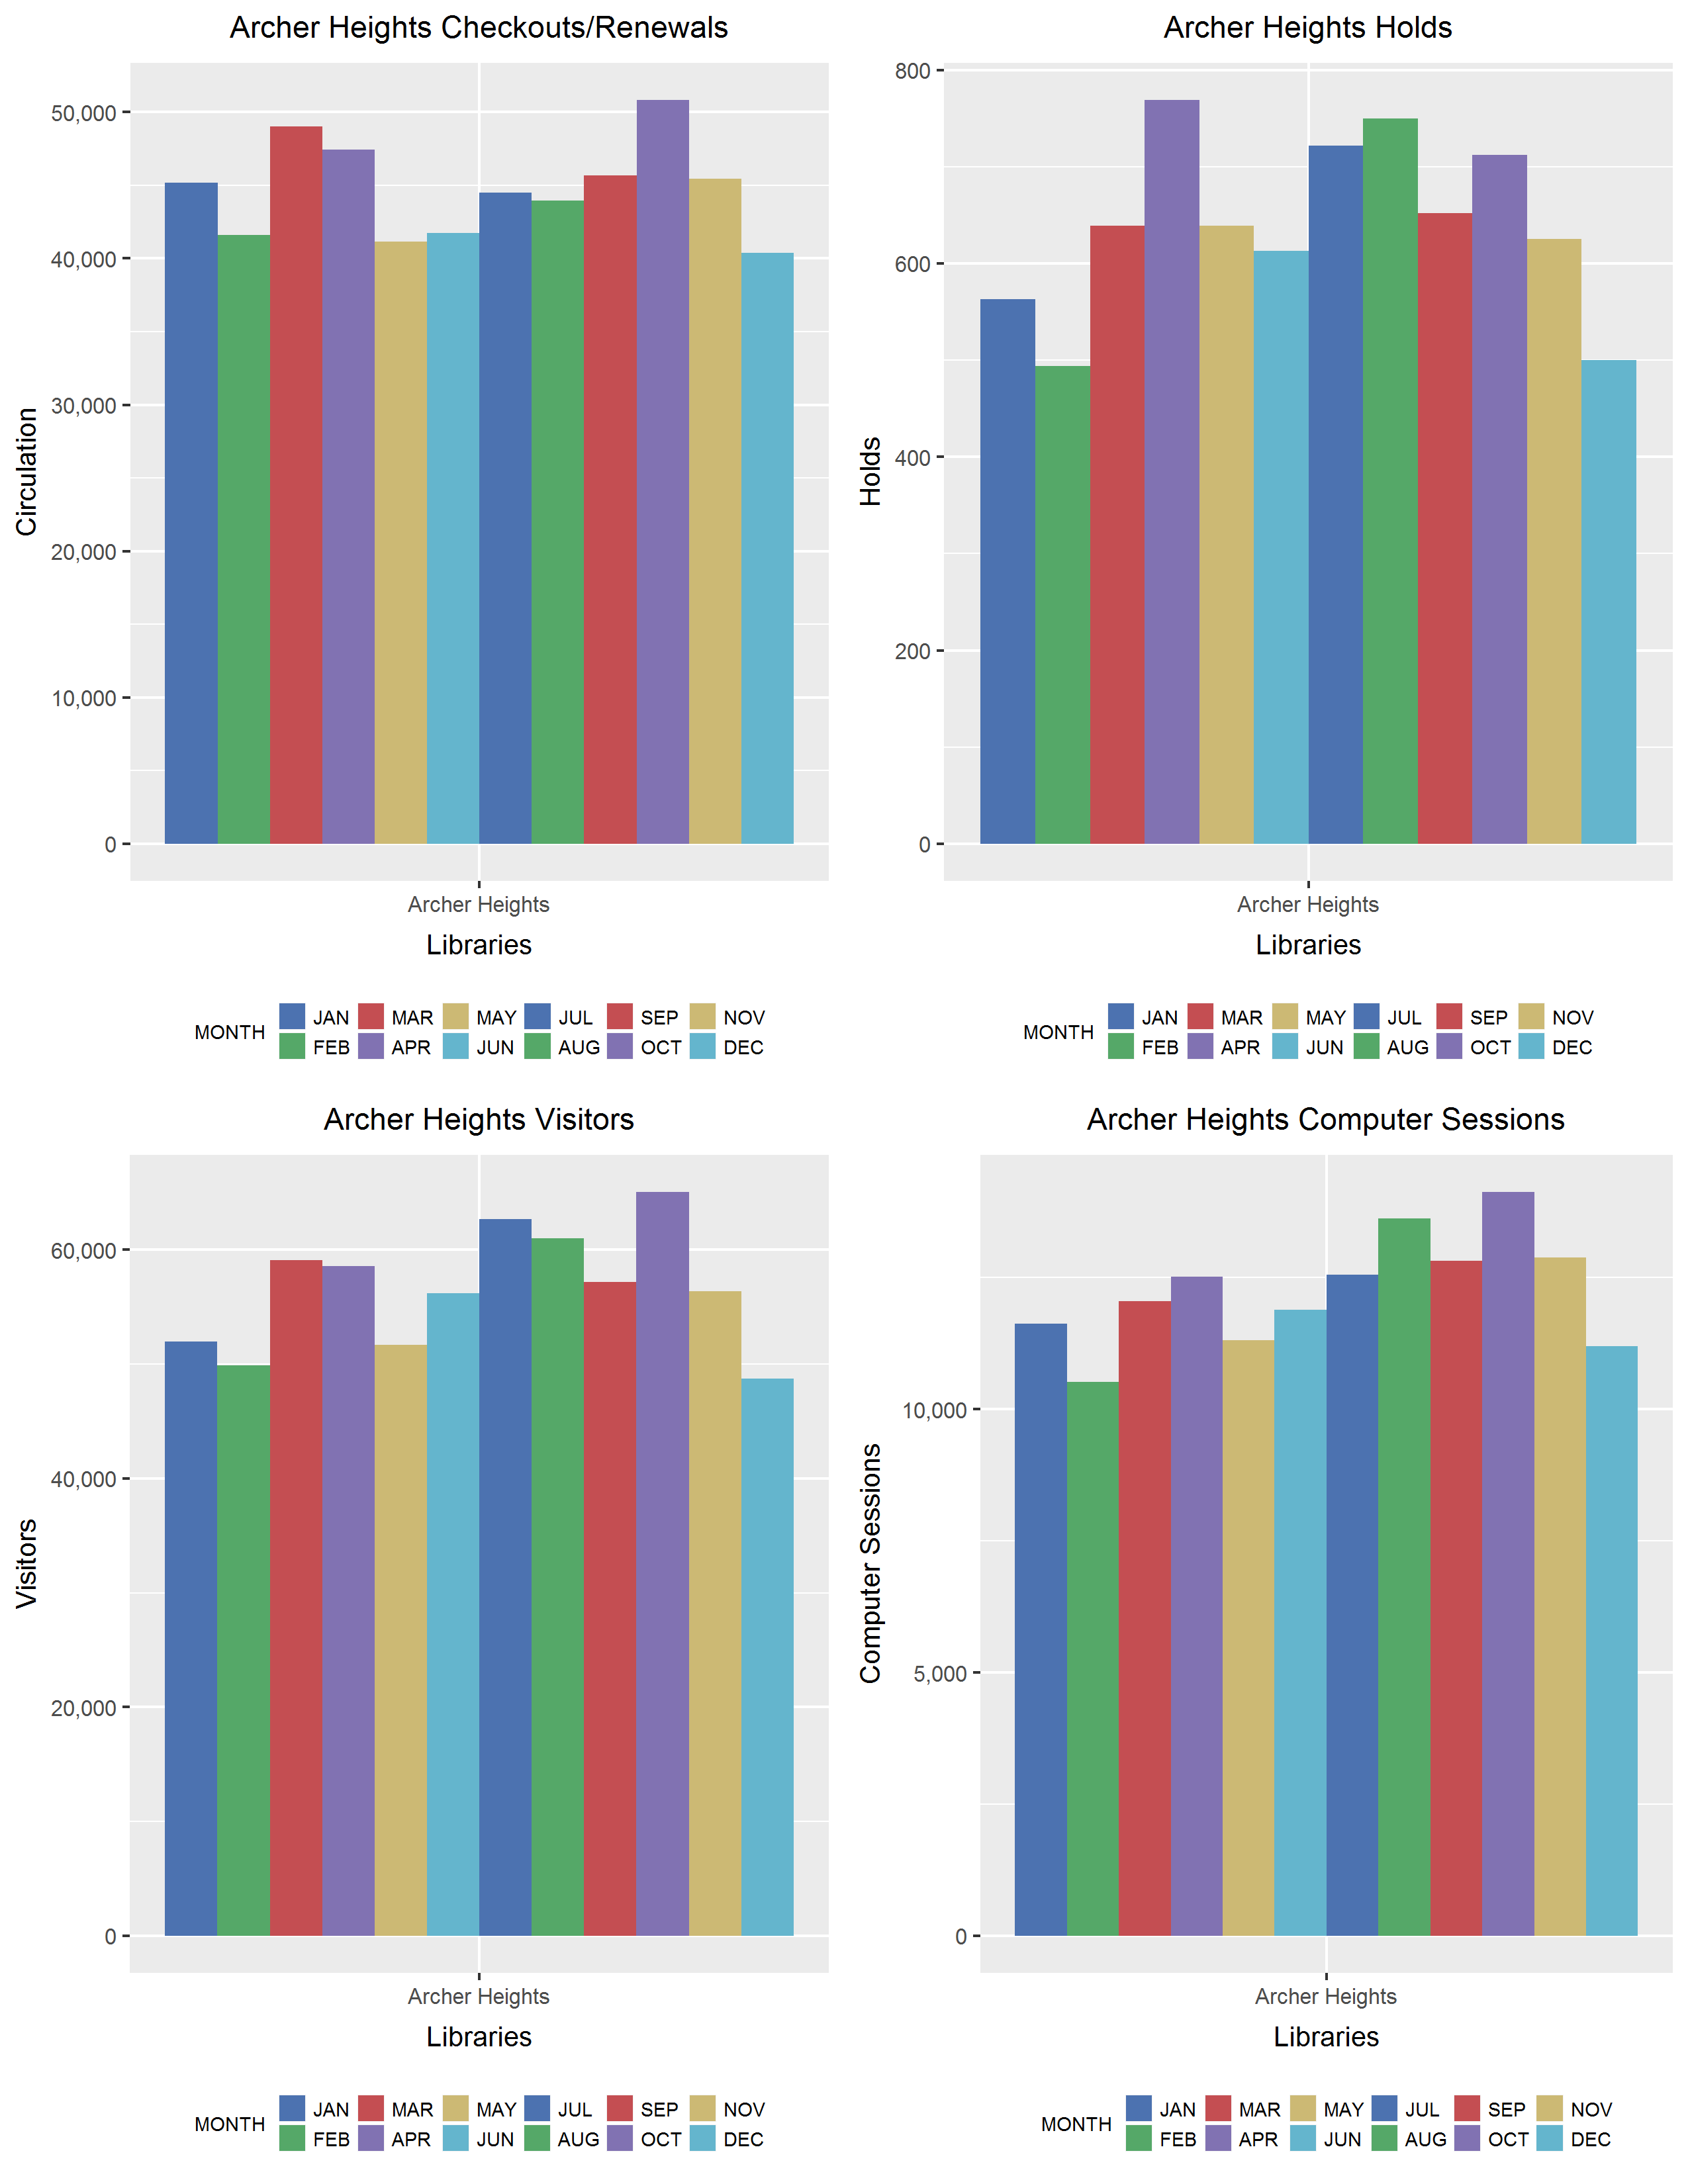 Archer Heights Checkouts/Renewals
50,000
40,000
30,000
20,000
10,000
0
Circulation
Archer Heights
Libraries
MONTH
JAN MAR MAY JUL SEP NOV
FEB APR JUN AUG OCT DEC
Archer Heights Holds
800
600
400
200
0
Holds
Archer Heights
Libraries
MONTH
JAN MAR MAY JUL SEP NOV
FEB APR JUN AUG OCT DEC
Archer Heights Visitors
60,000
40,000
20,000
0
Visitors
Archer Heights
Libraries
MONTH
JAN MAR MAY JUL SEP NOV
FEB APR JUN AUG OCT DEC
Archer Heights Computer Sessions
10,000
5,000
0
Computer Sessions
Archer Heights
Libraries
MONTH
JAN MAR MAY JUL SEP NOV
FEB APR JUN AUG OCT DEC